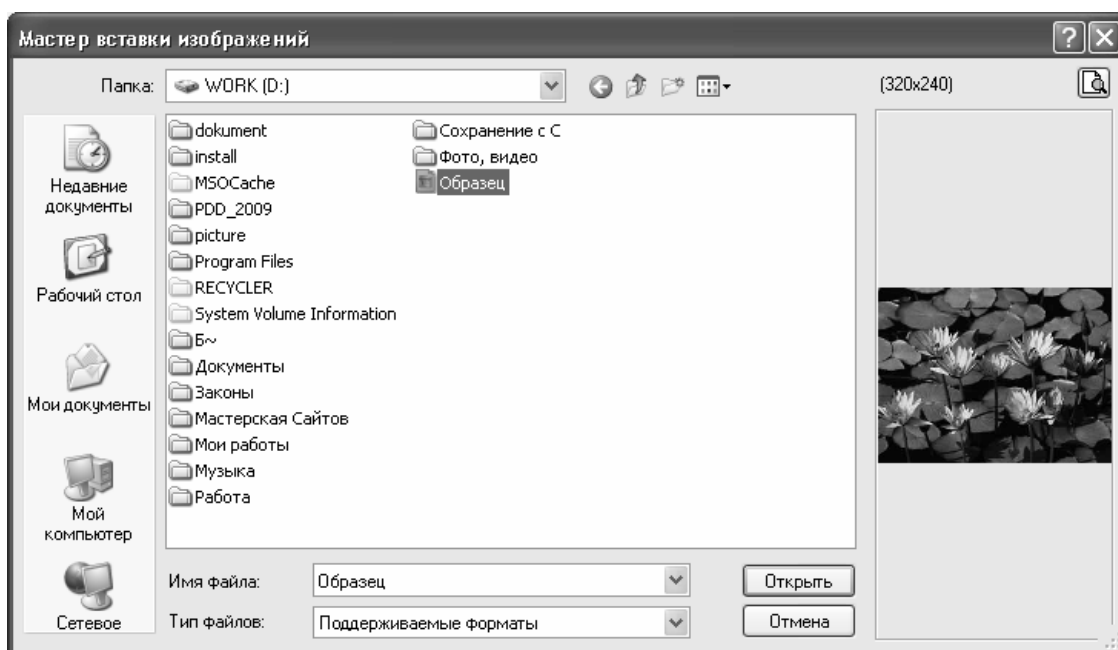 Мастер вставки изображений
Папка:
WORK (D:)
(320x240)
Недавние
документы
Рабочий стол
Мои документы
Мой
компьютер
Сетевое
dokument
install
MSOCache
PDD_2009
picture
Program Files
RECYCLER
System Volume Information
Б~
Документы
Законы
Мастерская Сайтов
Мои работы
Музыка
Работа
Сохранение с С
Фото, видео
Образец
Имя файла:
Образец
Открыть
Тип файлов:
Поддерживаемые форматы
Отмена